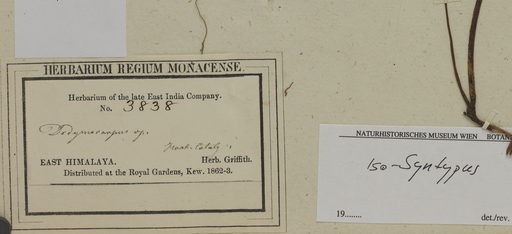 HERBARIUM REGIUM MONACENSE.
Herbarium of the late East India Company.
No. 3838
Didymocarpus sp.
EAST HIMALAYA. Herb. Griffith.
Distributed at the Royal Gardens, Kew. 1862-3.
NATURHISTORISCHES MUSEUM WIEN BOTAN
Iso-Syntypus
19........ det./rev.